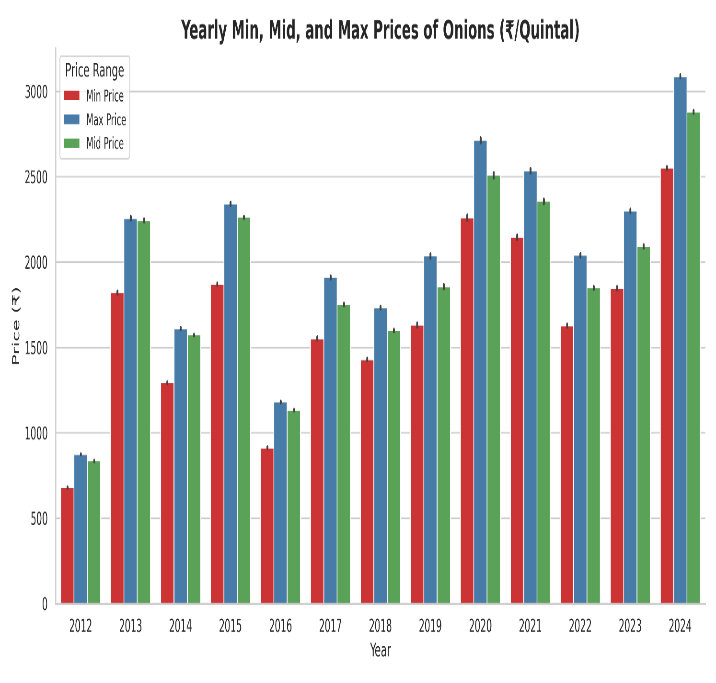 Yearly Min, Mid, and Max Prices of Onions (₹/Quintal)
Price Range
Min Price
Max Price
Mid Price
3000
2500
2000
1500
1000
500
0
Price (₹)
2012 2013 2014 2015 2016 2017 2018 2019 2020 2021 2022 2023 2024
Year